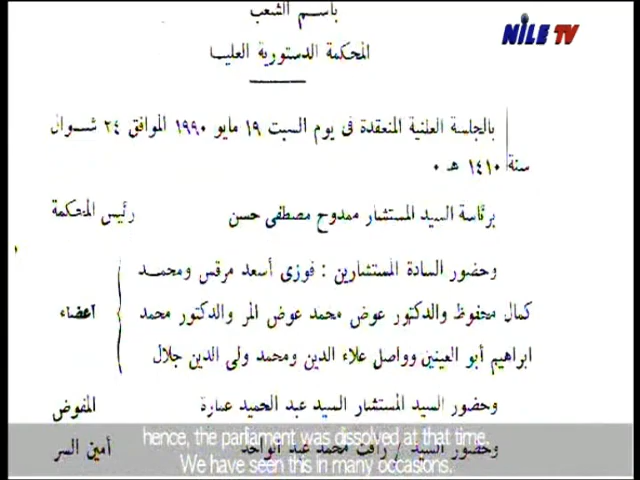 باسم الشعب
NILE TV
المحكمة الدستورية العليا
بالجلسة العلنية المنعقدة فى يوم السبت ١٩ مايو ١٩٩٠ الموافق ٢٤ شوال
سنة ١٤١٠ هـ ٠
برئاسة السيد المستشار ممدوح مصطفى حسن رئيس المحكمة
وحضور السادة المستشارين : فوزى أسعد مرقس ومحمد
كمال محفوظ والدكتور عوض محمد عوض المر والدكتور محمد أعضاء
ابراهيم أبو العينين وواصل علاء الدين ومحمد ولى الدين جلال
وحضور السيد المستشار السيد عبد الحميد عمارة المفوض
وحضور السيد / رأفت محمد عبد الواحد أمين السر
hence, the parliament was dissolved at that time.
We have seen this in many occasions.